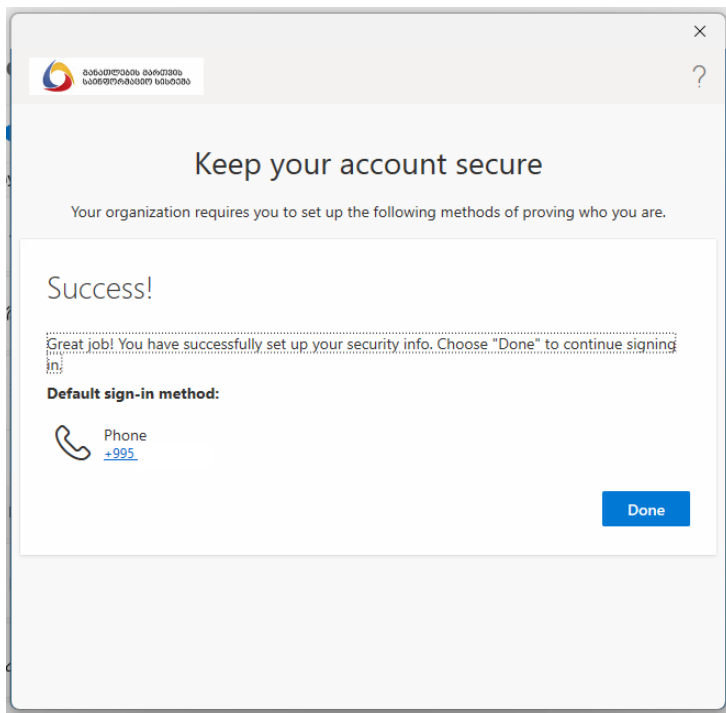 განათლების მართვის
საინფორმაციო სისტემა
?
Keep your account secure
Your organization requires you to set up the following methods of proving who you are.
Success!
Great job! You have successfully set up your security info. Choose "Done" to continue signing
in.
Default sign-in method:
Phone
+995
Done